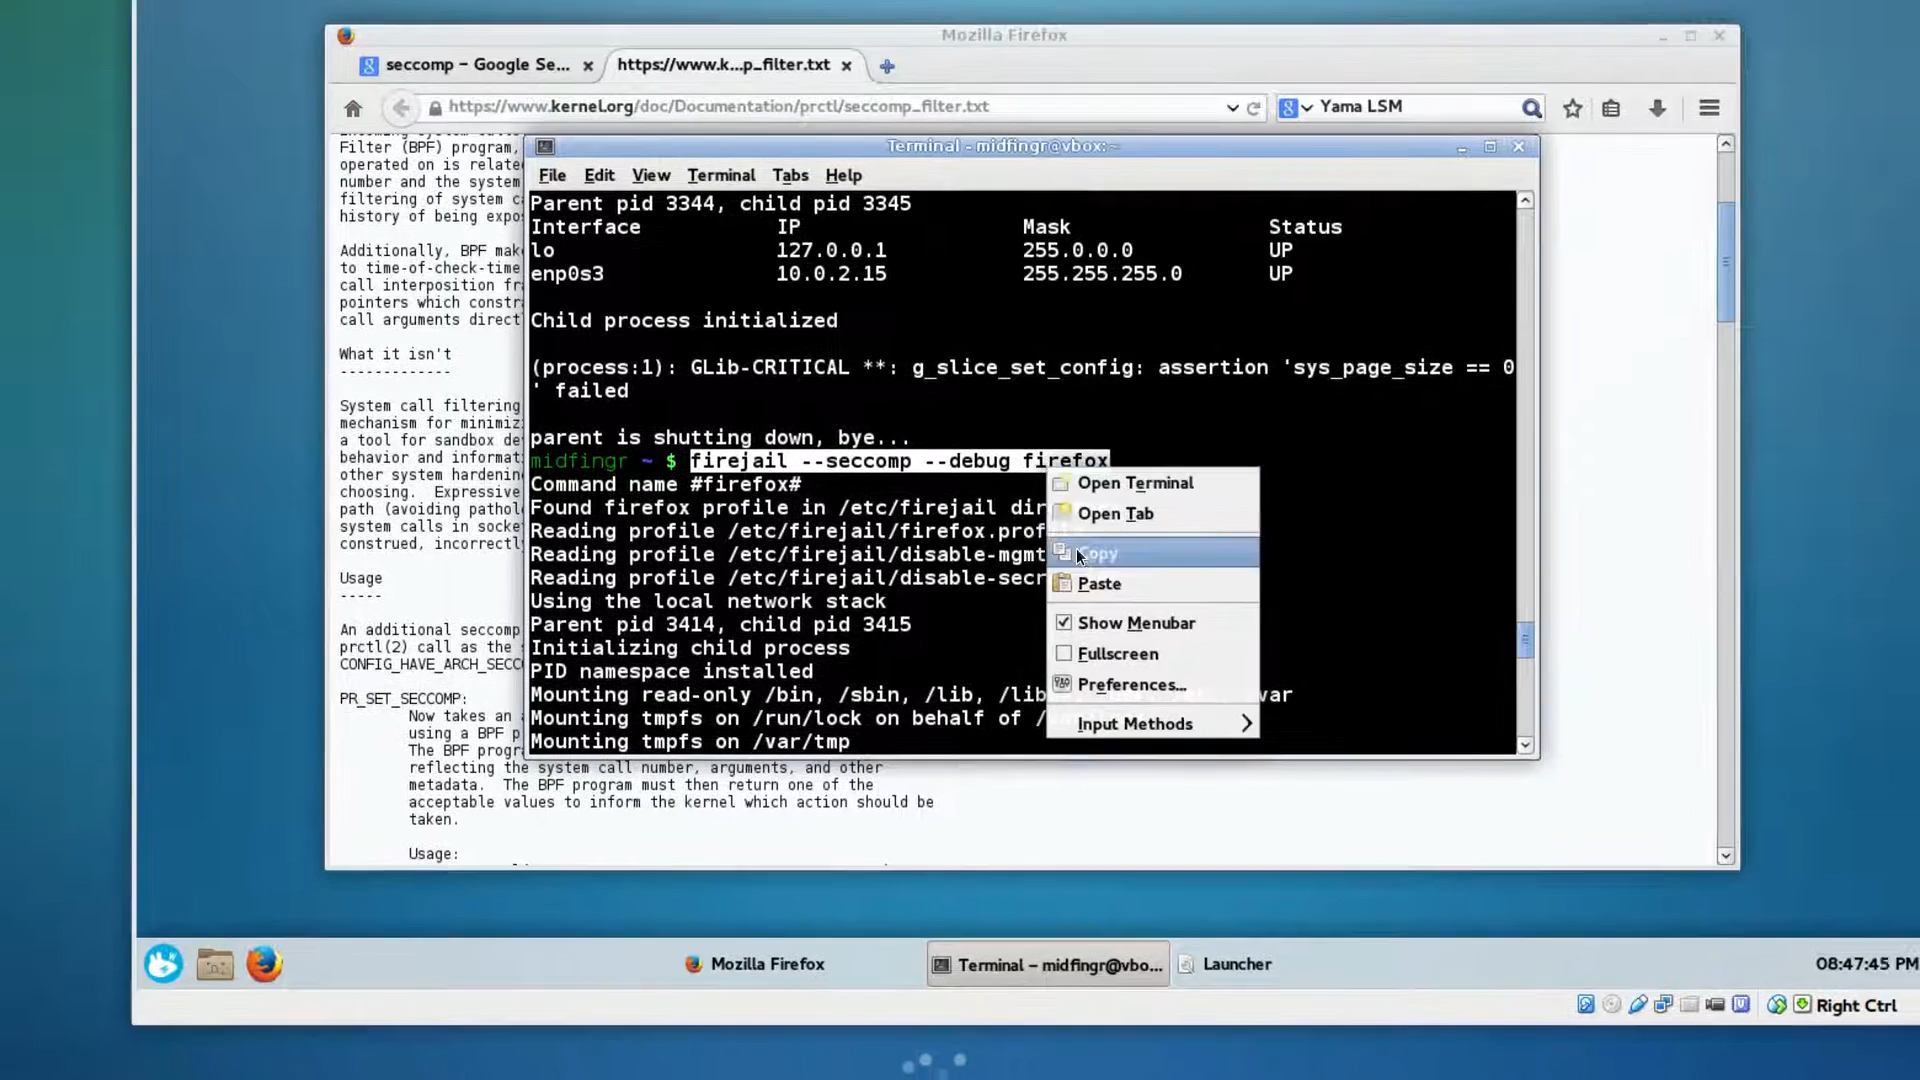 Mozilla Firefox
seccomp – Google Se...
https://www.k...p_filter.txt
https://www.kernel.org/doc/Documentation/prctl/seccomp_filter.txt
Yama LSM
Filter (BPF) program,
operated on is relate
number and the system
filtering of system c
history of being expo
Additionally, BPF mak
to time-of-check-time
call interposition fr
pointers which constr
call arguments direct
What it isn't
-------------
System call filtering
mechanism for minimiz
a tool for sandbox de
behavior and informat
other system hardenin
choosing.  Expressive
path (avoiding pathol
system calls in socke
construed, incorrectl
Usage
-----
An additional seccomp
prctl(2) call as the s
CONFIG_HAVE_ARCH_SECC
PR_SET_SECCOMP:
Now takes an a
using a BPF p
The BPF progr
reflecting the system call number, arguments, and other
metadata.  The BPF program must then return one of the
acceptable values to inform the kernel which action should be
taken.
Usage:
Terminal - midfingr@vbox:~
File Edit View Terminal Tabs Help
Parent pid 3344, child pid 3345
Interface IP Mask Status
lo 127.0.0.1 255.0.0.0 UP
enp0s3 10.0.2.15 255.255.255.0 UP
Child process initialized
(process:1): GLib-CRITICAL **: g_slice_set_config: assertion 'sys_page_size == 0
' failed
parent is shutting down, bye...
midfingr ~ $ firejail --seccomp --debug firefox
Command name #firefox#
Found firefox profile in /etc/firejail dir
Reading profile /etc/firejail/firefox.prof
Reading profile /etc/firejail/disable-mgmt
Reading profile /etc/firejail/disable-secr
Using the local network stack
Parent pid 3414, child pid 3415
Initializing child process
PID namespace installed
Mounting read-only /bin, /sbin, /lib, /lib var
Mounting tmpfs on /run/lock on behalf of /
Mounting tmpfs on /var/tmp
Open Terminal
Open Tab
Copy
Paste
Show Menubar
Fullscreen
Preferences...
Input Methods
Mozilla Firefox
Terminal – midfingr@vbo...
Launcher
08:47:45 PM
Right Ctrl